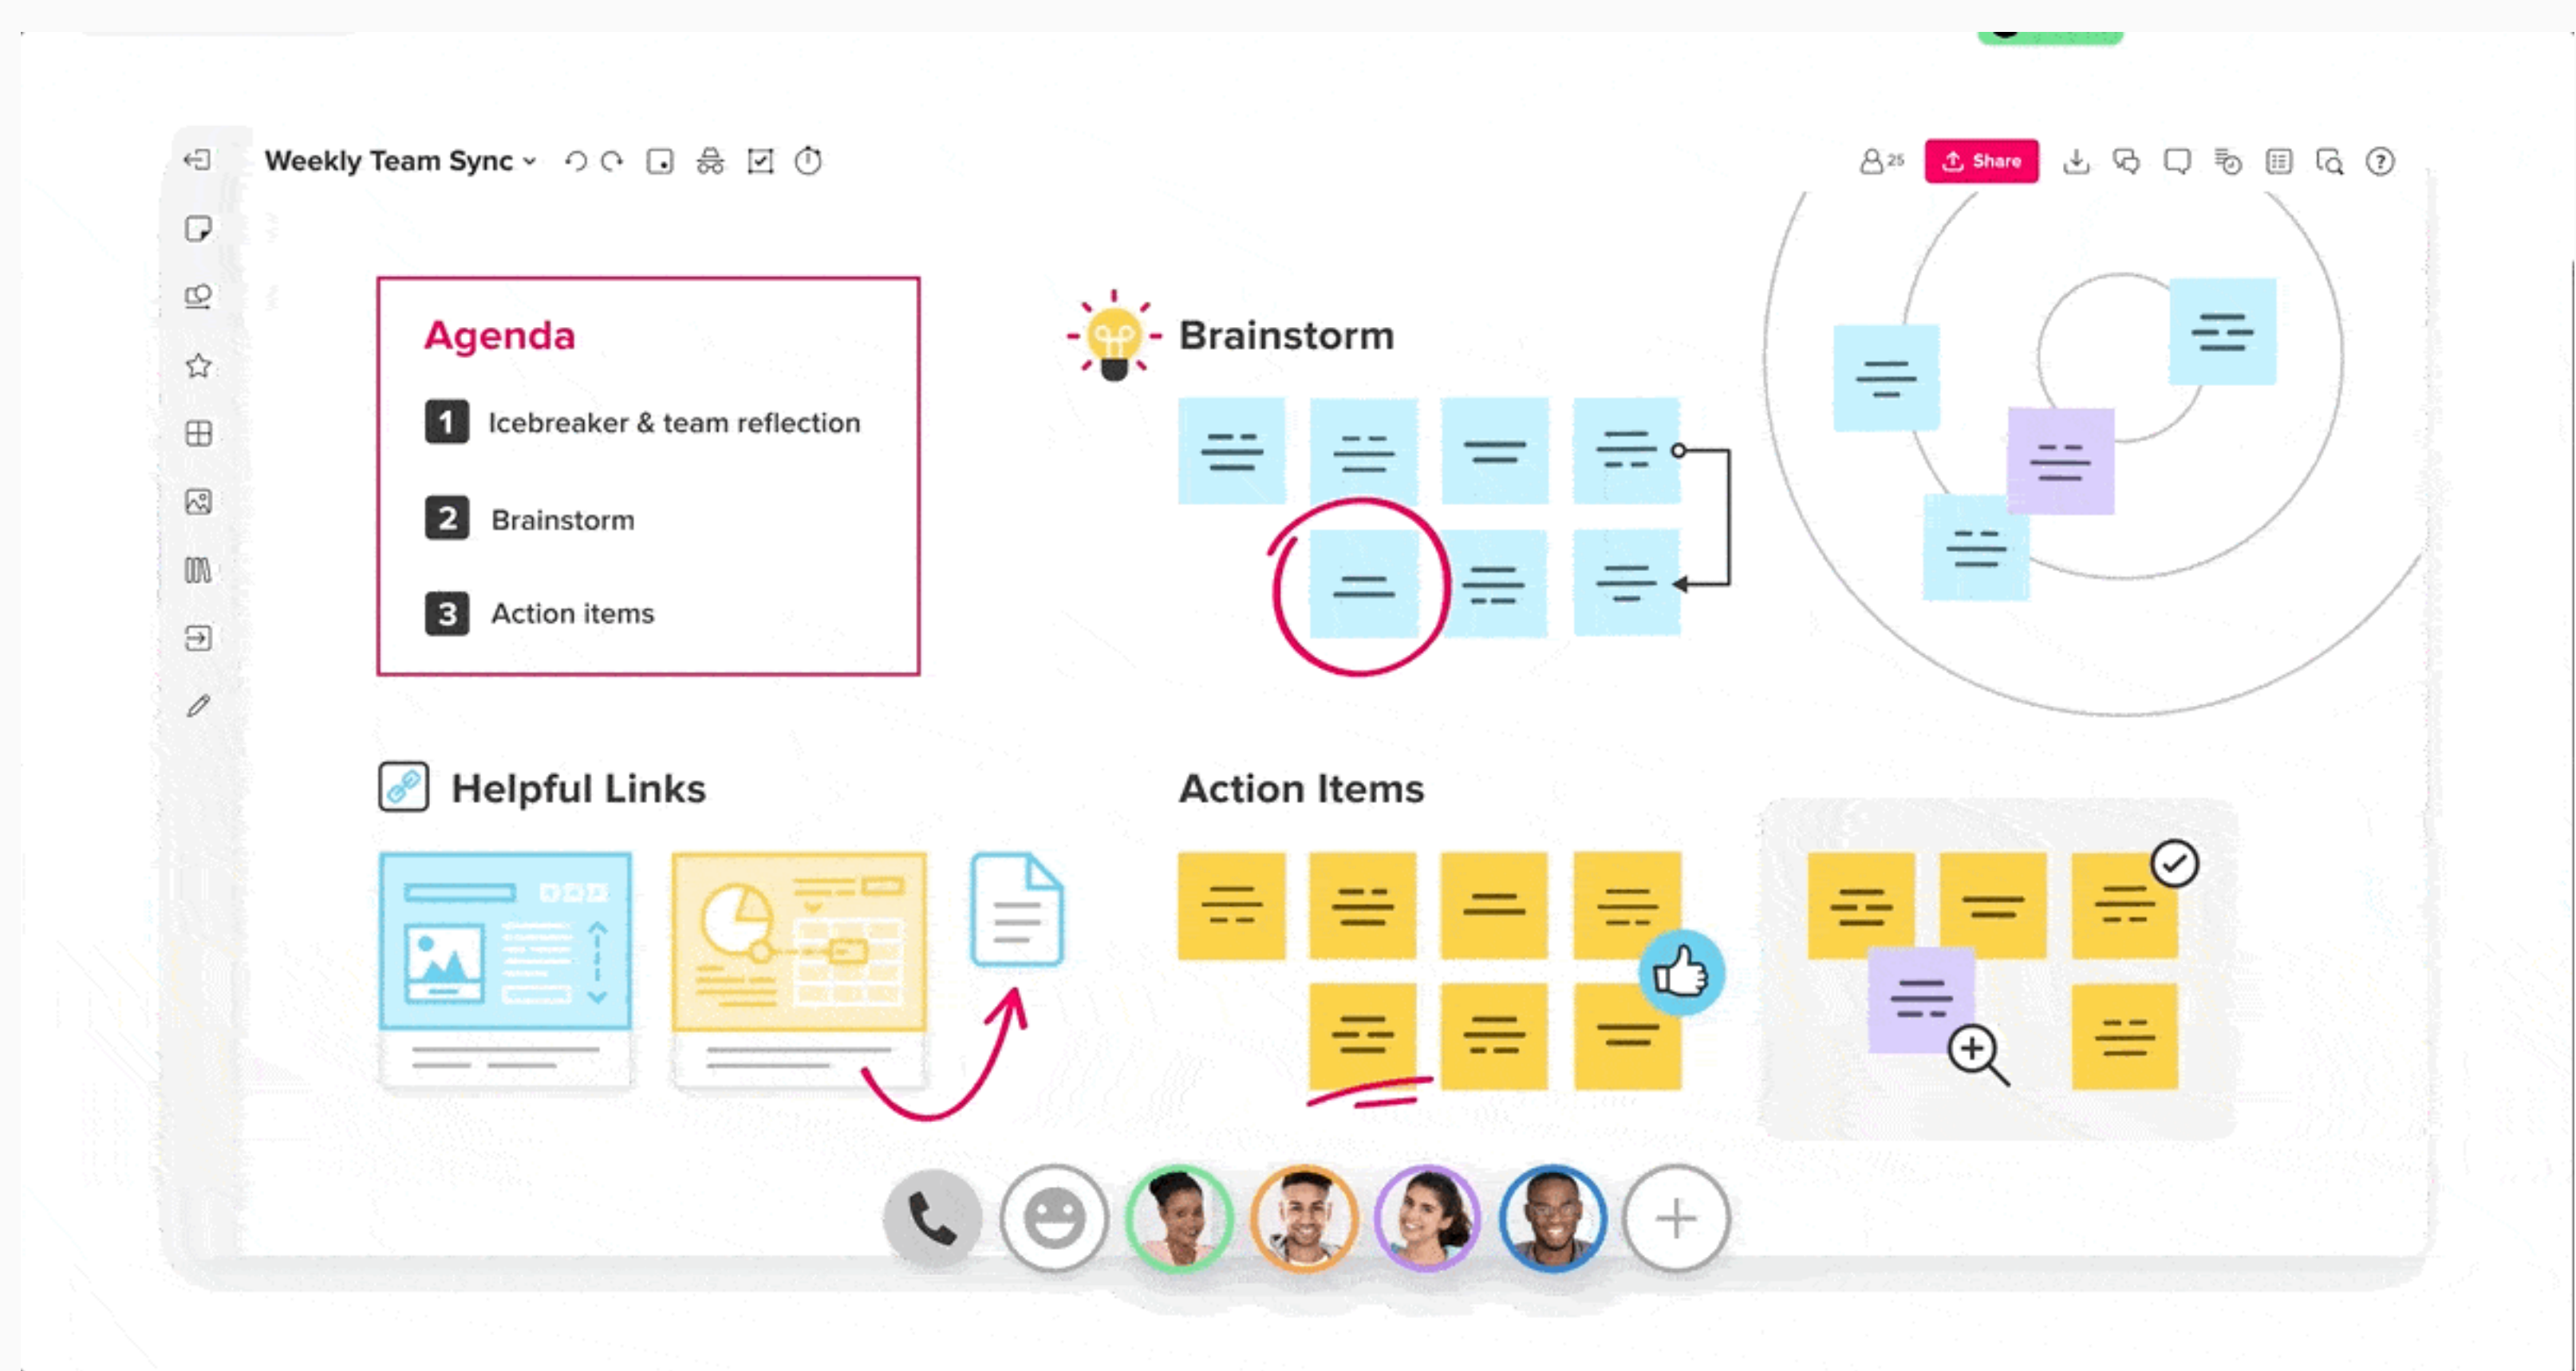 Weekly Team Sync
25
Share
?
Agenda
1 Icebreaker & team reflection
2 Brainstorm
3 Action items
Brainstorm
Helpful Links
Action Items